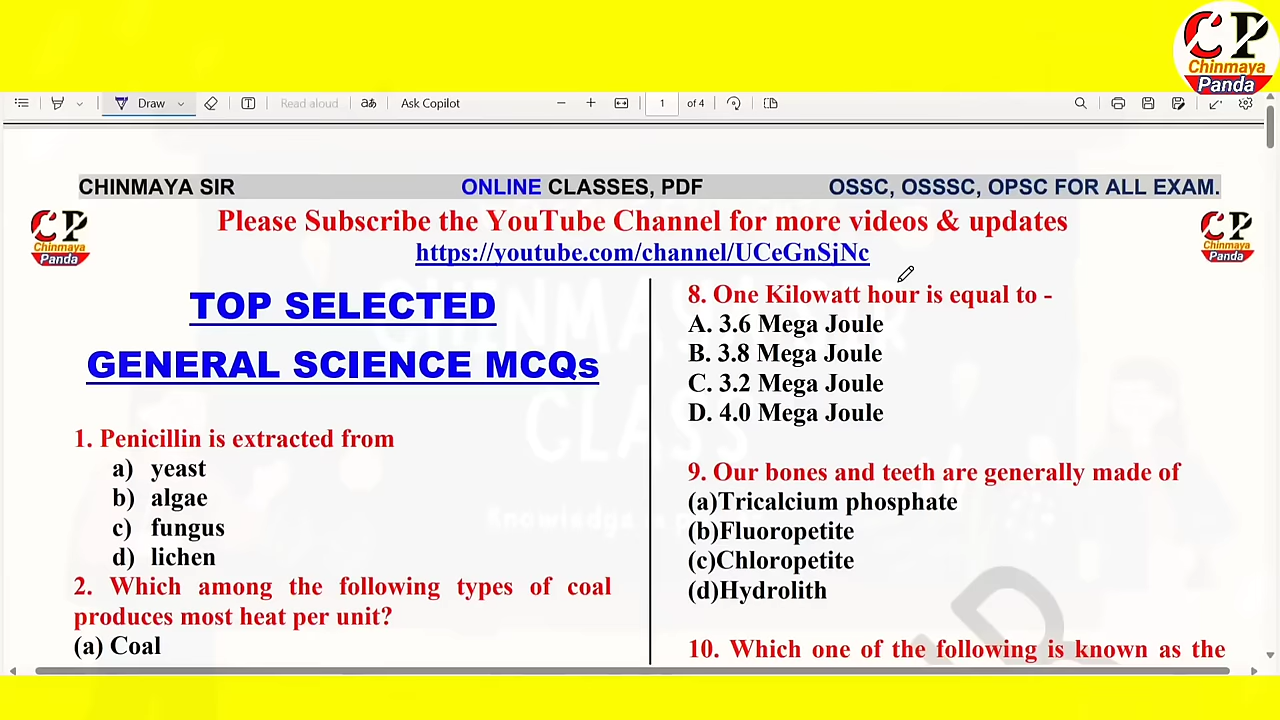 CP
Chinmaya
Panda
Draw
Read aloud
aあ
Ask Copilot
1 of 4
CHINMAYA SIR ONLINE CLASSES, PDF OSSC, OSSSC, OPSC FOR ALL EXAM.
Please Subscribe the YouTube Channel for more videos & updates
https://youtube.com/channel/UCeGnSjNc
CP
Chinmaya
Panda
CP
Chinmaya
Panda
TOP SELECTED
GENERAL SCIENCE MCQs
1. Penicillin is extracted from
a) yeast
b) algae
c) fungus
d) lichen
2. Which among the following types of coal
produces most heat per unit?
(a) Coal
8. One Kilowatt hour is equal to -
A. 3.6 Mega Joule
B. 3.8 Mega Joule
C. 3.2 Mega Joule
D. 4.0 Mega Joule
9. Our bones and teeth are generally made of
(a)Tricalcium phosphate
(b)Fluoropetite
(c)Chloropetite
(d)Hydrolith
10. Which one of the following is known as the